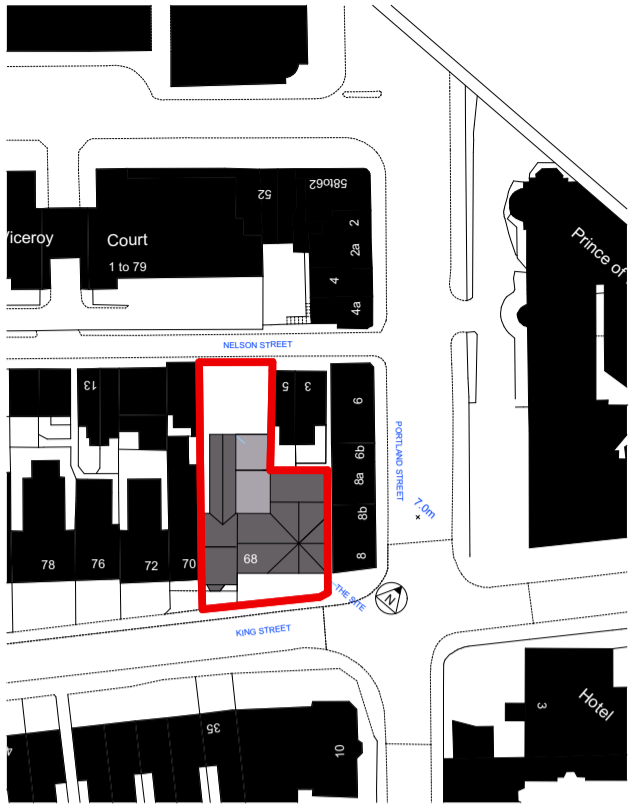 52
58to62
Viceroy
Court
1 to 79
2
2a
4
4a
Prince of
NELSON STREET
13
5
3
6
6b
8a
8b
8
PORTLAND STREET
7.0m
78
76
72
70
68
THE SITE
N
KING STREET
35
10
3
Hotel